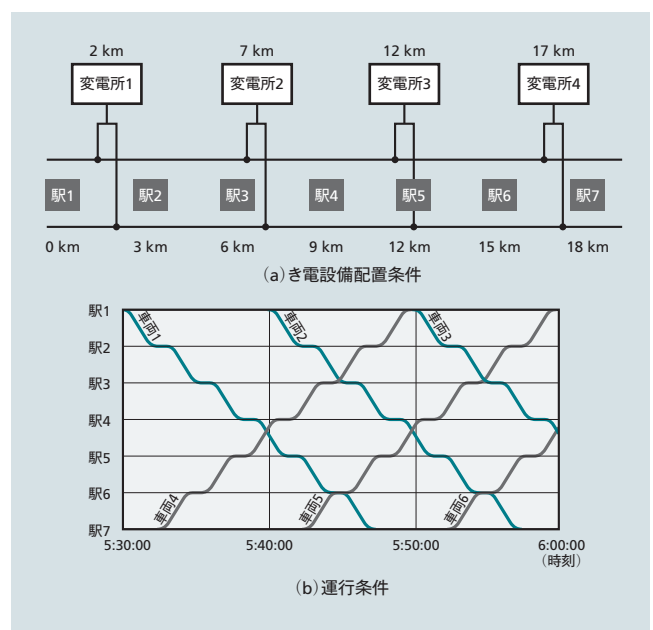 2 km 7 km 12 km 17 km
変電所1 変電所2 変電所3 変電所4
駅1 駅2 駅3 駅4 駅5 駅6 駅7
0 km 3 km 6 km 9 km 12 km 15 km 18 km
（a）き電設備配置条件
駅1
車両1 車両2 車両3
駅2
駅3
駅4
駅5
駅6
車両4 車両5 車両6
駅7
5:30:00 5:40:00 5:50:00 6:00:00
（時刻）
（b）運行条件